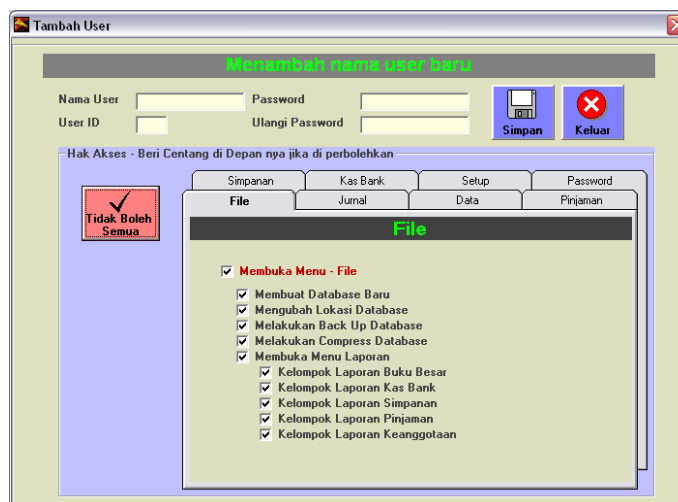 Tambah User
Menambah nama user baru
Nama User
Password
User ID
Ulangi Password
Simpan
Keluar
Hak Akses - Beri Centang di Depan nya jika di perbolehkan
Tidak Boleh
Semua
Simpanan
Kas Bank
Setup
Password
File
Jurnal
Data
Pinjaman
File
Membuka Menu - File
Membuat Database Baru
Mengubah Lokasi Database
Melakukan Back Up Database
Melakukan Compress Database
Membuka Menu Laporan
Kelompok Laporan Buku Besar
Kelompok Laporan Kas Bank
Kelompok Laporan Simpanan
Kelompok Laporan Pinjaman
Kelompok Laporan Keanggotaan